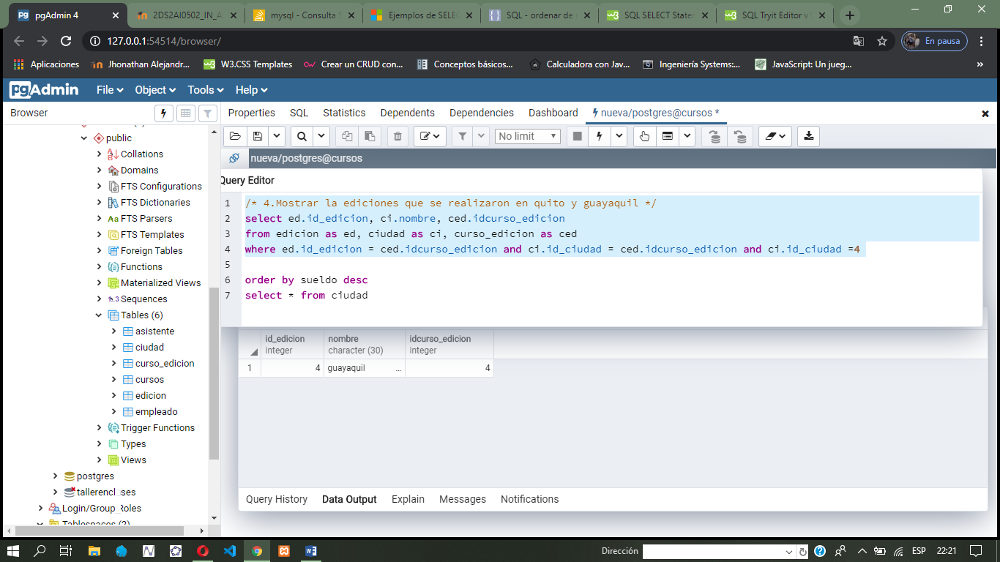 pgAdmin 4
2DS2AI0502_IN_A
mysql - Consulta S
Ejemplos de SELEC
SQL - ordenar de
SQL SELECT Statem
SQL Tryit Editor v
127.0.0.1:54514/browser/
En pausa
Aplicaciones
Jhonathan Alejandr...
W3.CSS Templates
Crear un CRUD con...
Conceptos básicos...
Calculadora con Jav...
Ingeniería Systems:...
JavaScript: Un jueg...
»
pgAdmin
File
Object
Tools
Help
Browser
Properties
SQL
Statistics
Dependents
Dependencies
Dashboard
nueva/postgres@cursos *
No limit
nueva/postgres@cursos
public
Collations
Domains
FTS Configurations
FTS Dictionaries
Aa FTS Parsers
FTS Templates
Foreign Tables
Functions
Materialized Views
1..3 Sequences
Tables (6)
asistente
ciudad
curso_edicion
cursos
edicion
empleado
Trigger Functions
Types
Views
postgres
tallerencl ses
Login/Group Roles
Tablespaces (2)
Query Editor
1 /* 4.Mostrar la ediciones que se realizaron en quito y guayaquil */
2 select ed.id_edicion, ci.nombre, ced.idcurso_edicion
3 from edicion as ed, ciudad as ci, curso_edicion as ced
4 where ed.id_edicion = ced.idcurso_edicion and ci.id_ciudad = ced.idcurso_edicion and ci.id_ciudad =4
5
6 order by sueldo desc
7 select * from ciudad
id_edicion
integer
nombre
character (30)
idcurso_edicion
integer
1 4 guayaquil ... 4
Query History
Data Output
Explain
Messages
Notifications
Dirección
ESP
22:21